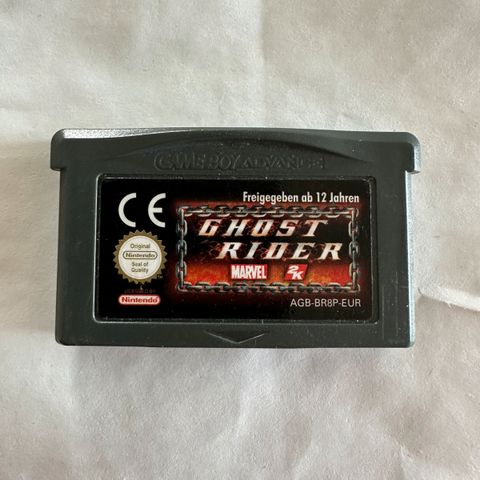 GAME BOY ADVANCE
CE
Freigegeben ab 12 Jahren
GHOST
RIDER
Original
Nintendo
Seal of
Quality
MARVEL 2K
LICENSED BY
Nintendo
AGB-BR8P-EUR